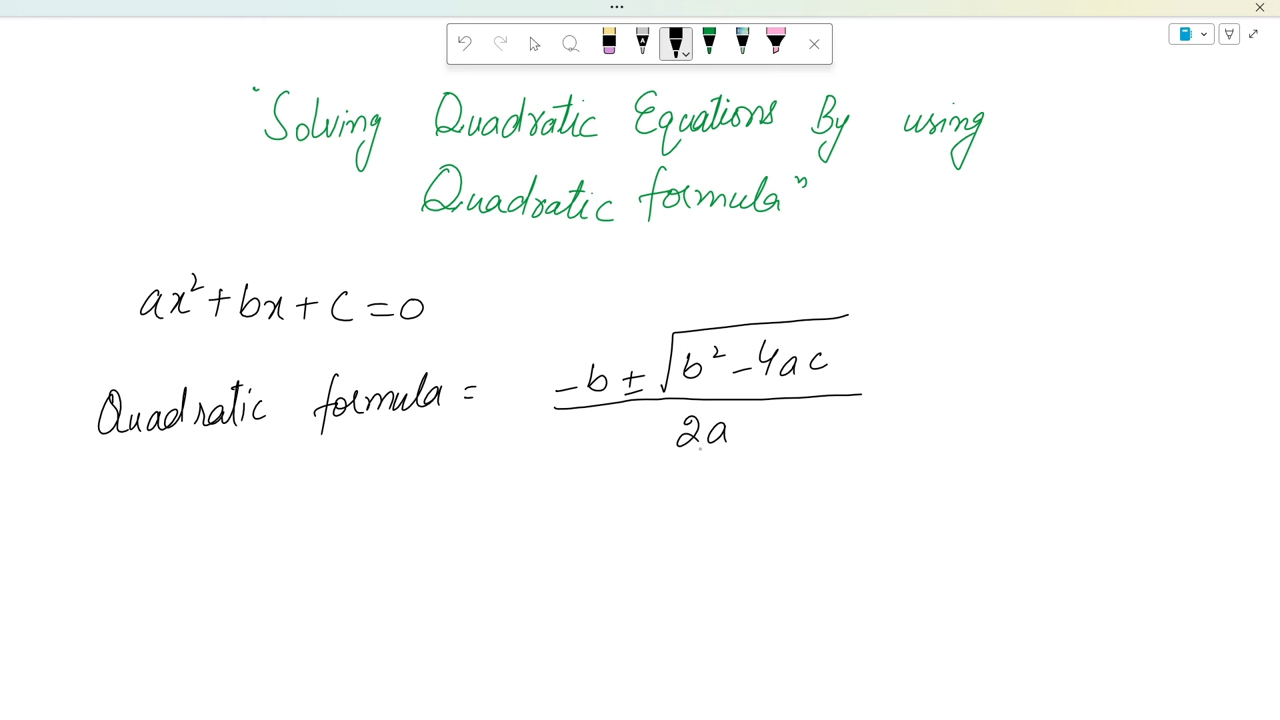 "Solving Quadratic Equations By using
Quadratic formula"
ax²+bx+c=0
Quadratic formula = -b ± √b²-4ac / 2a